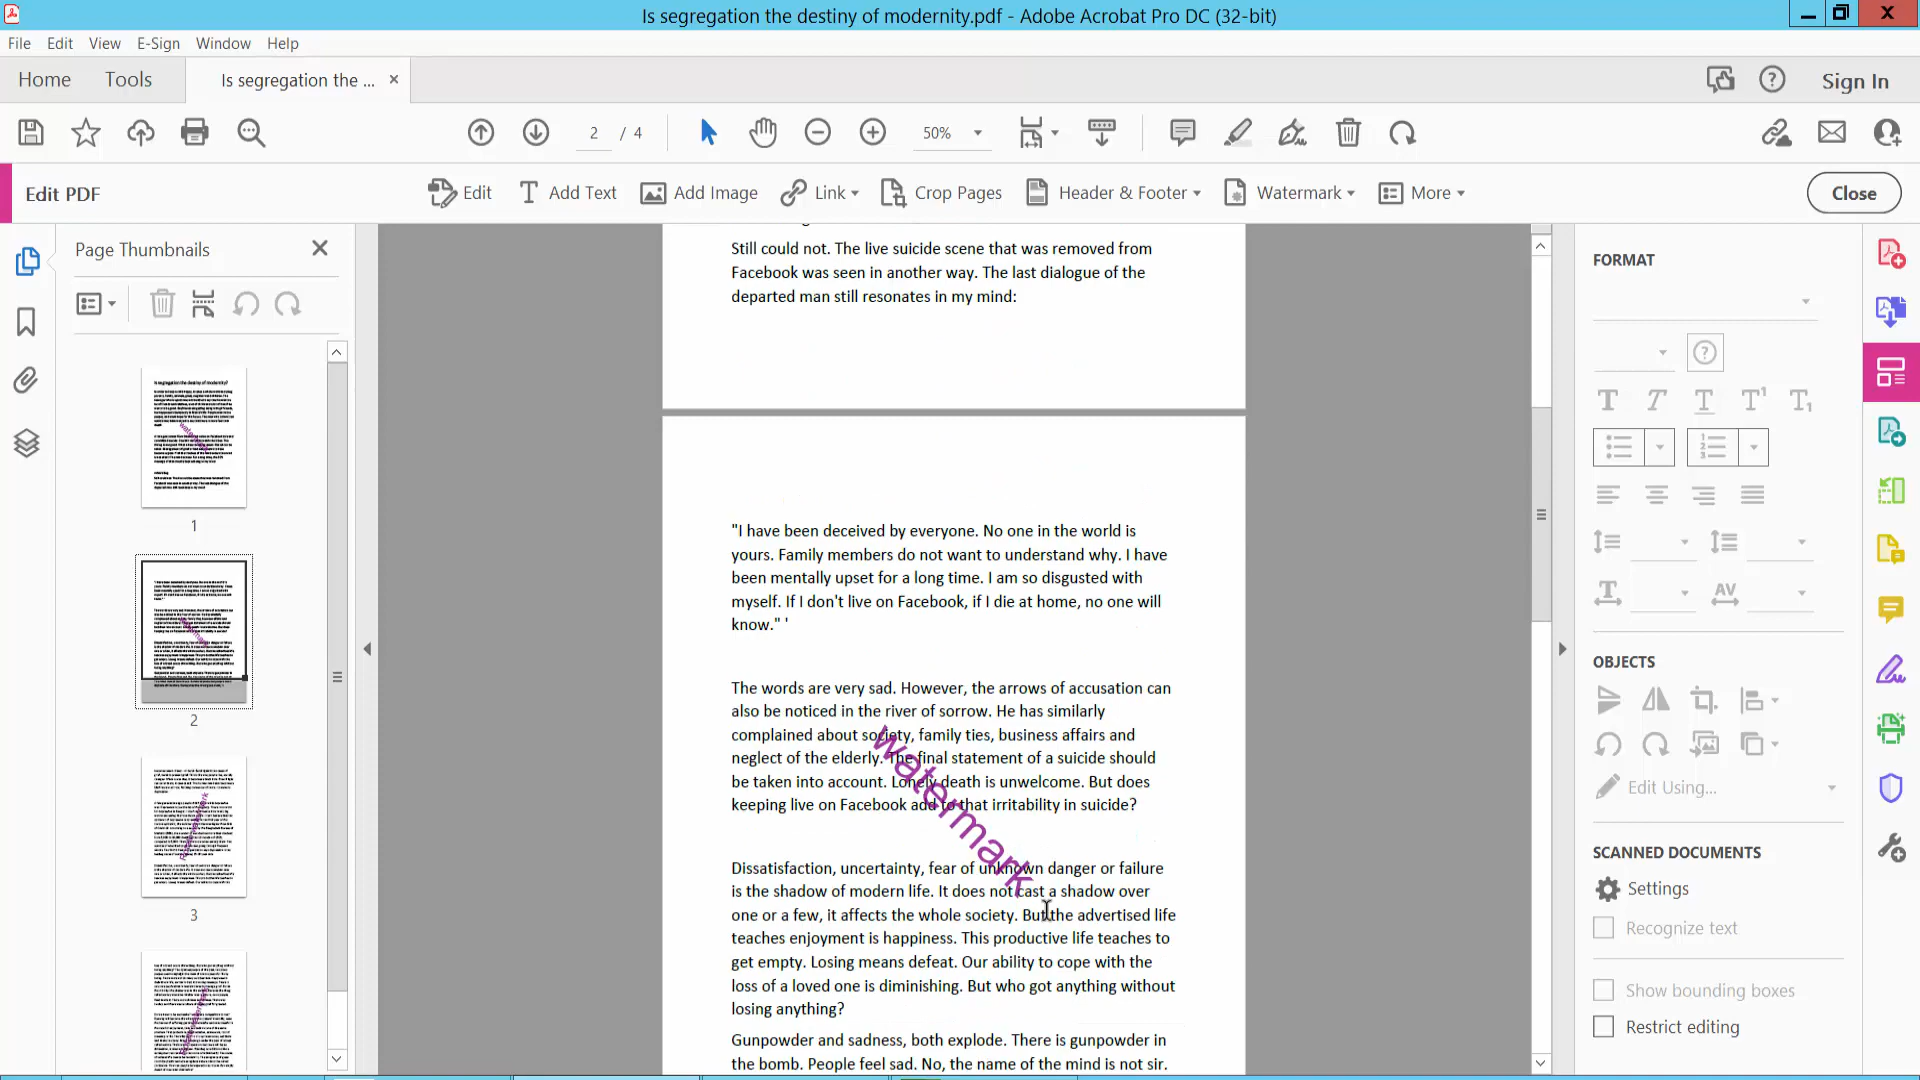 Is segregation the destiny of modernity.pdf - Adobe Acrobat Pro DC (32-bit)
File Edit View E-Sign Window Help
Home Tools Is segregation the ... × Sign In
2 / 4 50%
Edit PDF Edit Add Text Add Image Link Crop Pages Header & Footer Watermark More Close
Page Thumbnails
Is segregation the destiny of modernity?
1
2
3
Still could not. The live suicide scene that was removed from
Facebook was seen in another way. The last dialogue of the
departed man still resonates in my mind:
"I have been deceived by everyone. No one in the world is
yours. Family members do not want to understand why. I have
been mentally upset for a long time. I am so disgusted with
myself. If I don't live on Facebook, if I die at home, no one will
know." '
The words are very sad. However, the arrows of accusation can
also be noticed in the river of sorrow. He has similarly
complained about society, family ties, business affairs and
neglect of the elderly. The final statement of a suicide should
be taken into account. Lonely death is unwelcome. But does
keeping live on Facebook add to that irritability in suicide?
watermark
Dissatisfaction, uncertainty, fear of unknown danger or failure
is the shadow of modern life. It does not cast a shadow over
one or a few, it affects the whole society. But the advertised life
teaches enjoyment is happiness. This productive life teaches to
get empty. Losing means defeat. Our ability to cope with the
loss of a loved one is diminishing. But who got anything without
losing anything?
Gunpowder and sadness, both explode. There is gunpowder in
the bomb. People feel sad. No, the name of the mind is not sir.
FORMAT
OBJECTS
Edit Using...
SCANNED DOCUMENTS
Settings
Recognize text
Show bounding boxes
Restrict editing